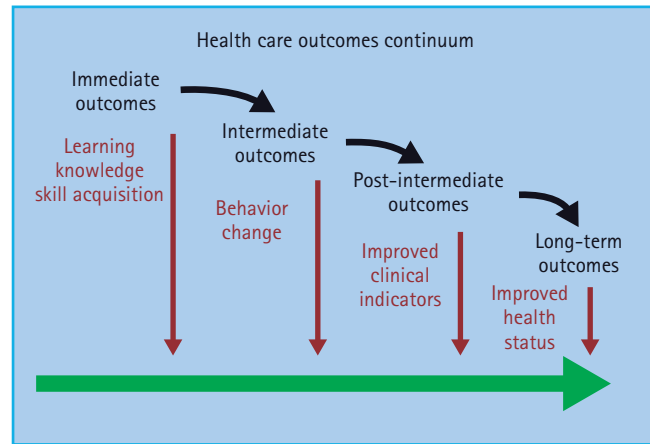 Health care outcomes continuum
Immediate
outcomes
Learning
knowledge
skill acquisition
Intermediate
outcomes
Behavior
change
Post-intermediate
outcomes
Improved
clinical
indicators
Long-term
outcomes
Improved
health
status